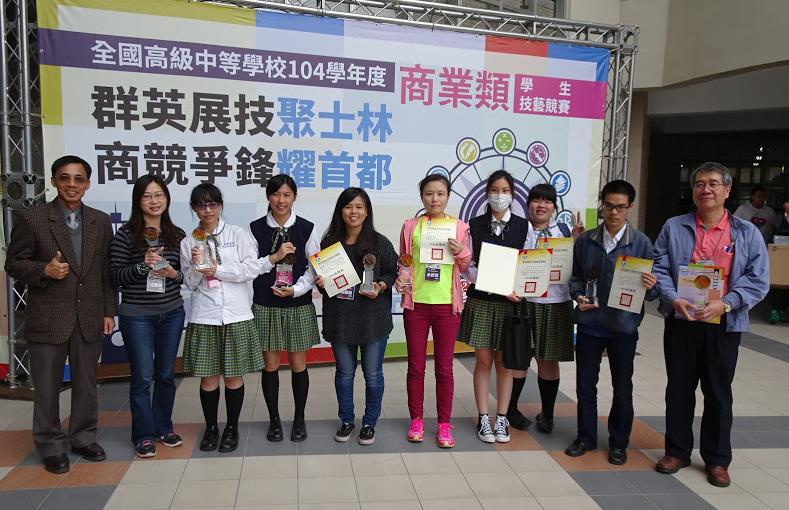 全國高級中等學校104學年度
商業類
學生
技藝競賽
群英展技聚士林
商競爭鋒耀首都